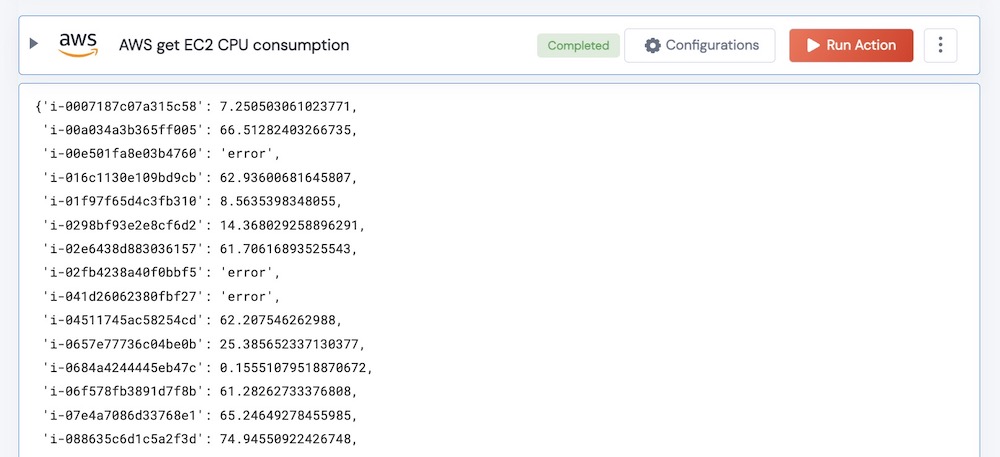 aws AWS get EC2 CPU consumption Completed Configurations Run Action
{'i-0007187c07a315c58': 7.250503061023771,
'i-00a034a3b365ff005': 66.51282403266735,
'i-00e501fa8e03b4760': 'error',
'i-016c1130e109bd9cb': 62.93600681645807,
'i-01f97f65d4c3fb310': 8.5635398348055,
'i-0298bf93e2e8cf6d2': 14.368029258896291,
'i-02e6438d883036157': 61.70616893525543,
'i-02fb4238a40f0bbf5': 'error',
'i-041d26062380fbf27': 'error',
'i-04511745ac58254cd': 62.207546262988,
'i-0657e77736c04be0b': 25.385652337130377,
'i-0684a4244445eb47c': 0.15551079518870672,
'i-06f578fb3891d7f8b': 61.28262733376808,
'i-07e4a7086d33768e1': 65.24649278455985,
'i-088635c6d1c5a2f3d': 74.94550922426748,